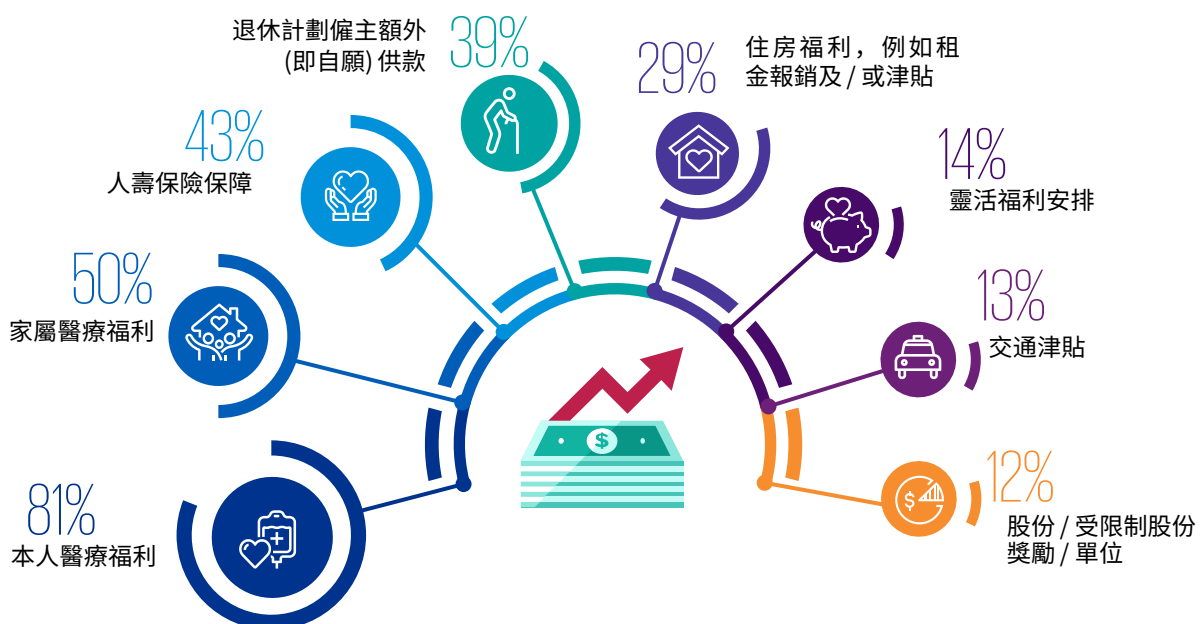 81%
本人醫療福利
50%
家屬醫療福利
43%
人壽保險保障
39%
退休計劃僱主額外
(即自願) 供款
29%
住房福利，例如租
金報銷及 / 或津貼
14%
靈活福利安排
13%
交通津貼
12%
股份 / 受限制股份
獎勵 / 單位
$
$